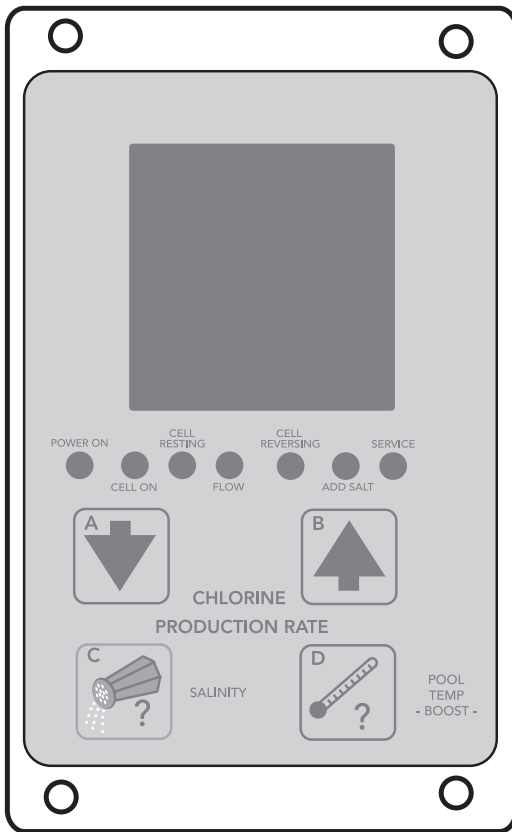 POWER ON
CELL ON
CELL
RESTING
FLOW
CELL
REVERSING
ADD SALT
SERVICE
A
B
CHLORINE
PRODUCTION RATE
C
?
SALINITY
D
?
POOL
TEMP
- BOOST -